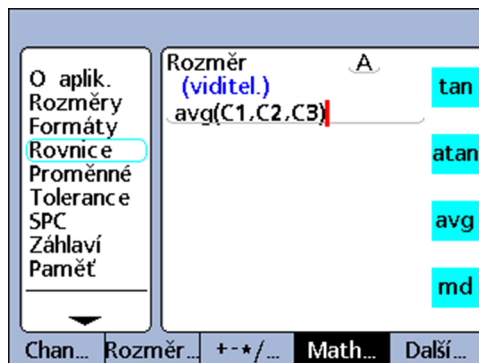 O aplik.
Rozměry
Formáty
Rovnice
Proměnné
Tolerance
SPC
Záhlaví
Paměť
Rozměr A
(viditel.)
avg(C1,C2,C3)
tan
atan
avg
md
Chan... Rozměr... +-*/... Math... Další...